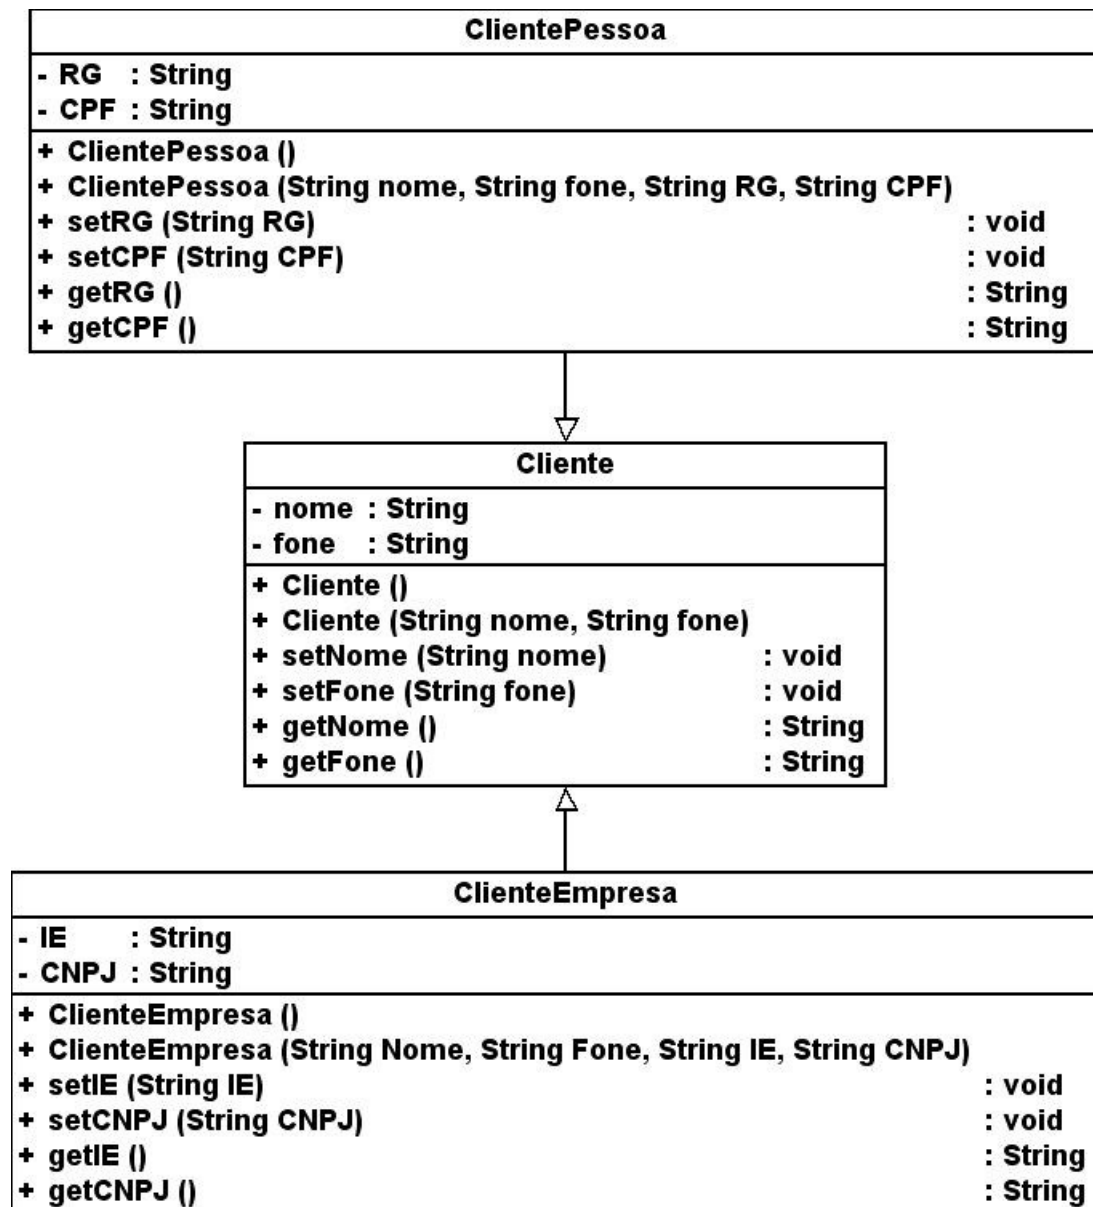 ClientePessoa
- RG : String
- CPF : String
+ ClientePessoa ()
+ ClientePessoa (String nome, String fone, String RG, String CPF)
+ setRG (String RG) : void
+ setCPF (String CPF) : void
+ getRG () : String
+ getCPF () : String
Cliente
- nome : String
- fone : String
+ Cliente ()
+ Cliente (String nome, String fone)
+ setNome (String nome) : void
+ setFone (String fone) : void
+ getNome () : String
+ getFone () : String
ClienteEmpresa
- IE : String
- CNPJ : String
+ ClienteEmpresa ()
+ ClienteEmpresa (String Nome, String Fone, String IE, String CNPJ)
+ setIE (String IE) : void
+ setCNPJ (String CNPJ) : void
+ getIE () : String
+ getCNPJ () : String